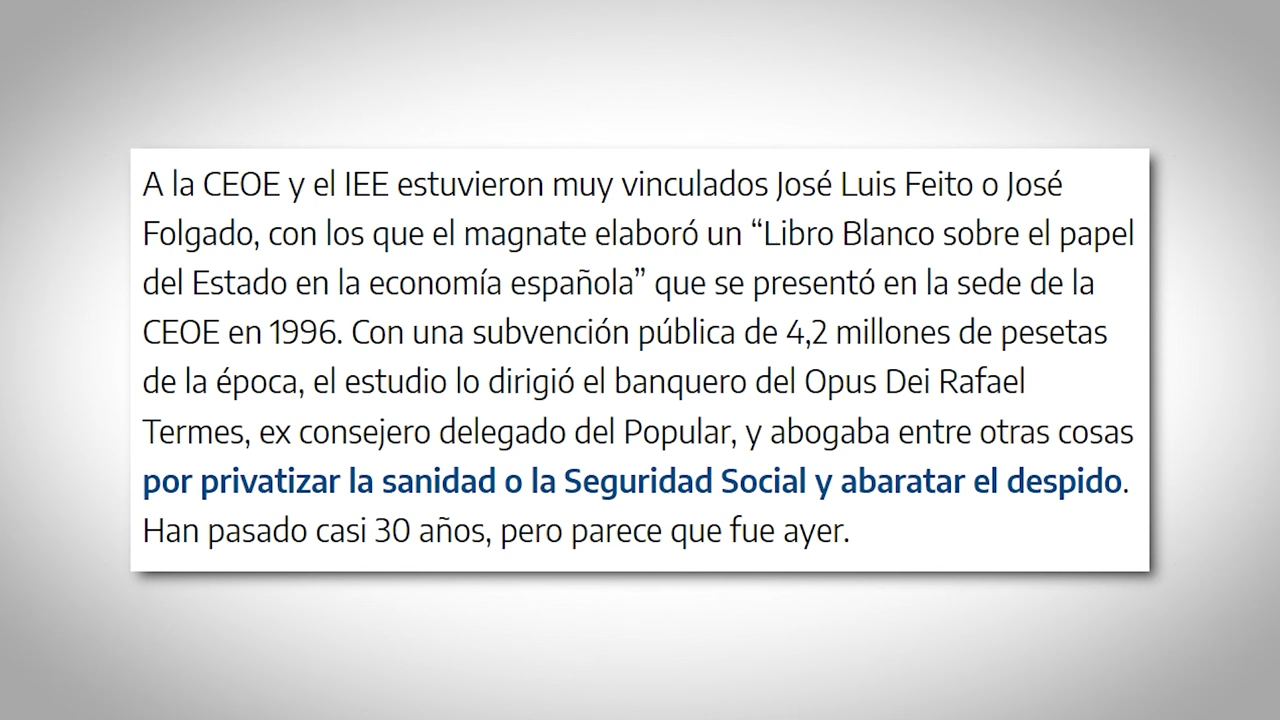 A la CEOE y el IEE estuvieron muy vinculados José Luis Feito o José
Folgado, con los que el magnate elaboró un “Libro Blanco sobre el papel
del Estado en la economía española” que se presentó en la sede de la
CEOE en 1996. Con una subvención pública de 4,2 millones de pesetas
de la época, el estudio lo dirigió el banquero del Opus Dei Rafael
Termes, ex consejero delegado del Popular, y abogaba entre otras cosas
por privatizar la sanidad o la Seguridad Social y abaratar el despido.
Han pasado casi 30 años, pero parece que fue ayer.